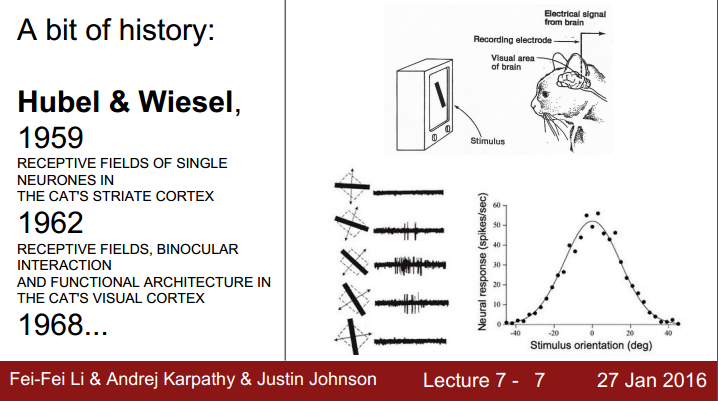 A bit of history:
Hubel & Wiesel,
1959
RECEPTIVE FIELDS OF SINGLE
NEURONES IN
THE CAT'S STRIATE CORTEX
1962
RECEPTIVE FIELDS, BINOCULAR
INTERACTION
AND FUNCTIONAL ARCHITECTURE IN
THE CAT'S VISUAL CORTEX
1968...
Electrical signal
from brain
Recording electrode
Visual area
of brain
Stimulus
Neural response (spikes/sec)
60
50
40
30
20
10
0
-40
-20
0
20
40
Stimulus orientation (deg)
Fei-Fei Li & Andrej Karpathy & Justin Johnson
Lecture 7 - 7
27 Jan 2016